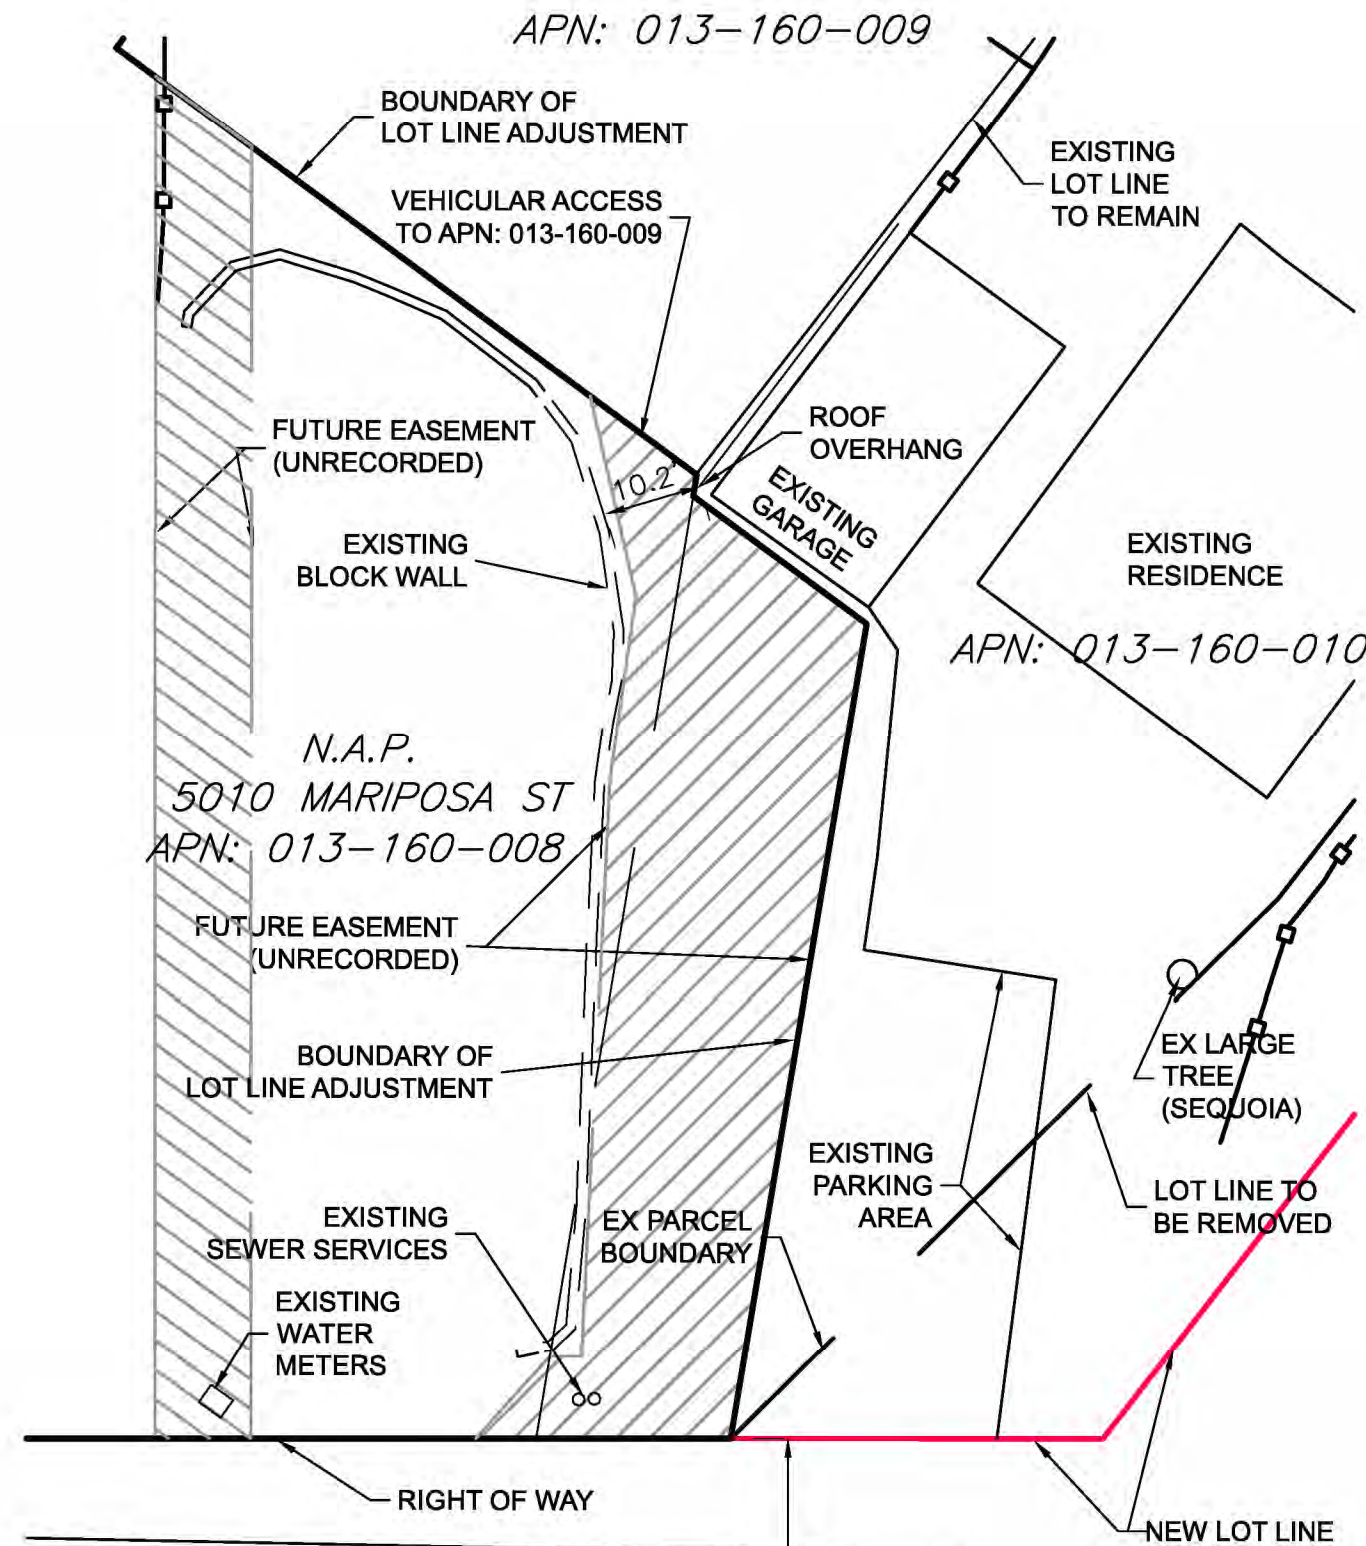 APN: 013-160-009
BOUNDARY OF
LOT LINE ADJUSTMENT
EXISTING
LOT LINE
TO REMAIN
VEHICULAR ACCESS
TO APN: 013-160-009
FUTURE EASEMENT
(UNRECORDED)
ROOF
OVERHANG
10.2'
EXISTING
GARAGE
EXISTING
BLOCK WALL
EXISTING
RESIDENCE
APN: 013-160-010
N.A.P.
5010 MARIPOSA ST
APN: 013-160-008
FUTURE EASEMENT
(UNRECORDED)
BOUNDARY OF
LOT LINE ADJUSTMENT
EX LARGE
TREE
(SEQUOIA)
EXISTING
PARKING
AREA
LOT LINE TO
BE REMOVED
EXISTING
SEWER SERVICES
EX PARCEL
BOUNDARY
EXISTING
WATER
METERS
RIGHT OF WAY
NEW LOT LINE